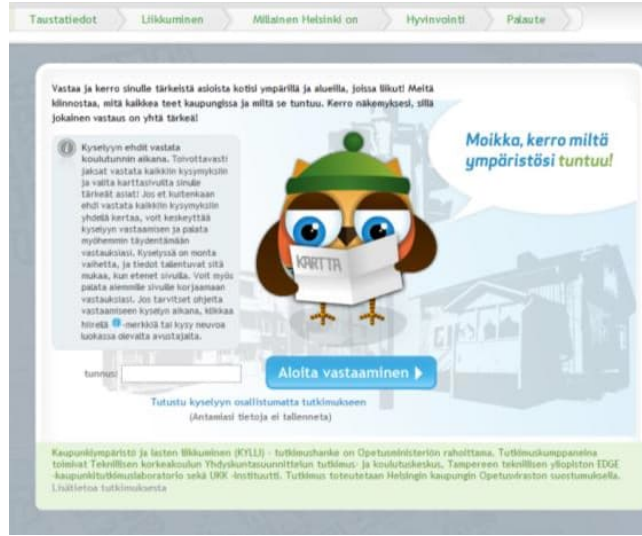 Taustatiedot
Liikkuminen
Millainen Helsinki on
Hyvinvointi
Palaute
Vastaa ja kerro sinulle tärkeistä asioista kotisi ympärillä ja alueilla, joissa liikut! Meitä
kiinnostaa, mitä kaikkea teet kaupungissa ja miltä se tuntuu. Kerro näkemyksesi, sillä
jokainen vastaus on yhtä tärkeä!
Kyselyyn ehdit vastata
koulutunnin aikana. Toivottavasti
jaksat vastata kaikkiin kysymyksiin
ja valita karttasivuilta sinulle
tärkeät asiat! Jos et kuitenkaan
ehdi vastata kaikkiin kysymyksiin
yhdellä kertaa, voit keskeyttää
kyselyyn vastaamisen ja palata
myöhemmin täydentämään
vastauksiasi. Kyselyssä on monta
vaihetta, ja tiedot tallentuvat sitä
mukaa, kun etenet sivuilla. Voit myös
palata aiemmille sivuille korjaamaan
vastauksiasi. Jos tarvitset ohjeita
vastaamiseen kyselyn aikana, klikkaa
hiirellä -merkkiä tai kysy neuvoa
luokassa olevalta avustajalta.
Moikka, kerro miltä
ympäristösi tuntuu!
KARTTA
tunnus:
Aloita vastaaminen
Tutustu kyselyyn osallistumatta tutkimukseen
(Antamiasi tietoja ei tallenneta)
Kaupunkiympäristö ja lasten liikkuminen (KYLLI) - tutkimushanke on Opetusministeriön rahoittama. Tutkimuskumppaneina
toimivat Teknillisen korkeakoulun Yhdyskuntasuunnittelun tutkimus- ja koulutuskeskus, Tampereen teknillisen yliopiston EDGE
-kaupunkitutkimuslaboratorio sekä UKK -instituutti. Tutkimus toteutetaan Helsingin kaupungin Opetusviraston suostumuksella.
Lisätietoa tutkimuksesta